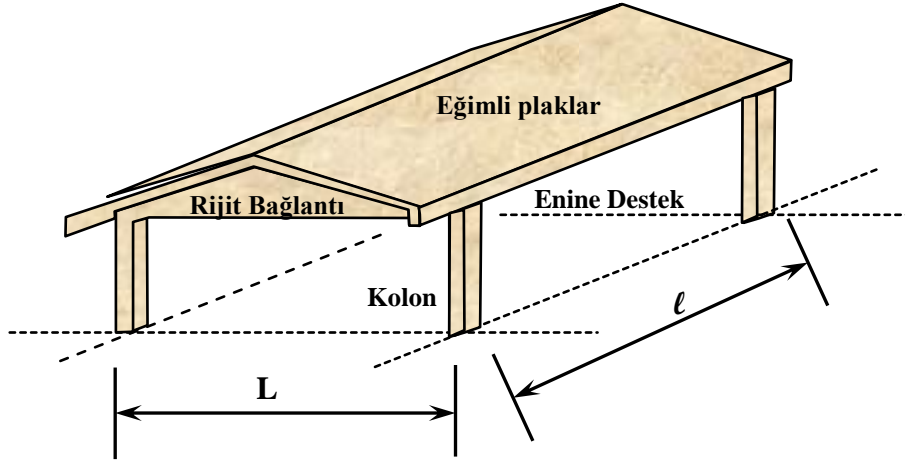 Eğimli plaklar
Rijit Bağlantı
Enine Destek
Kolon
ℓ
L